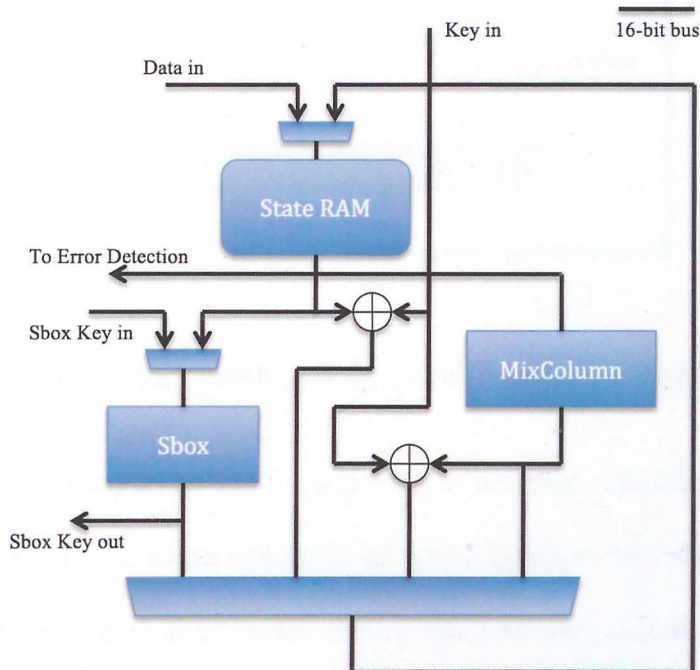 Key in
16-bit bus
Data in
State RAM
To Error Detection
Sbox Key in
MixColumn
Sbox
Sbox Key out